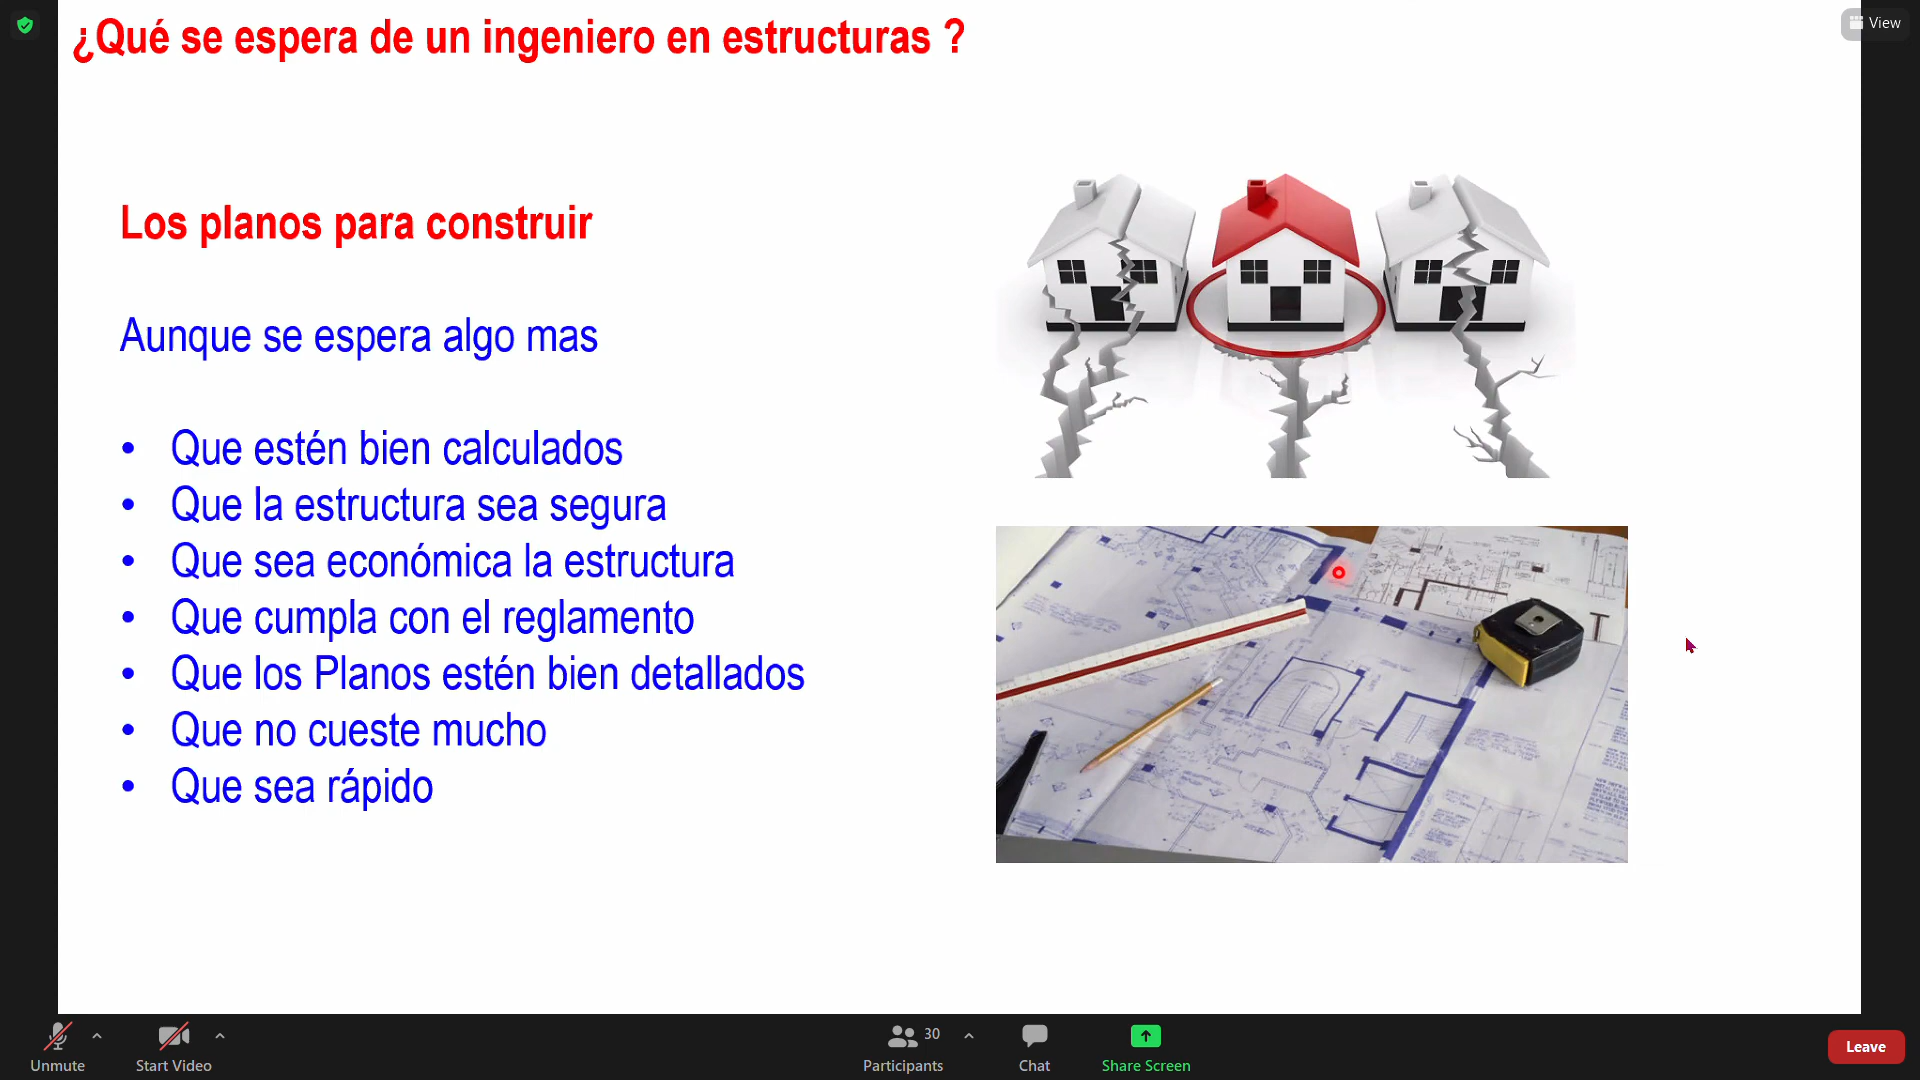 ¿Qué se espera de un ingeniero en estructuras ?
View
Los planos para construir
Aunque se espera algo mas
• Que estén bien calculados
• Que la estructura sea segura
• Que sea económica la estructura
• Que cumpla con el reglamento
• Que los Planos estén bien detallados
• Que no cueste mucho
• Que sea rápido
Unmute
Start Video
30
Participants
Chat
Share Screen
Leave